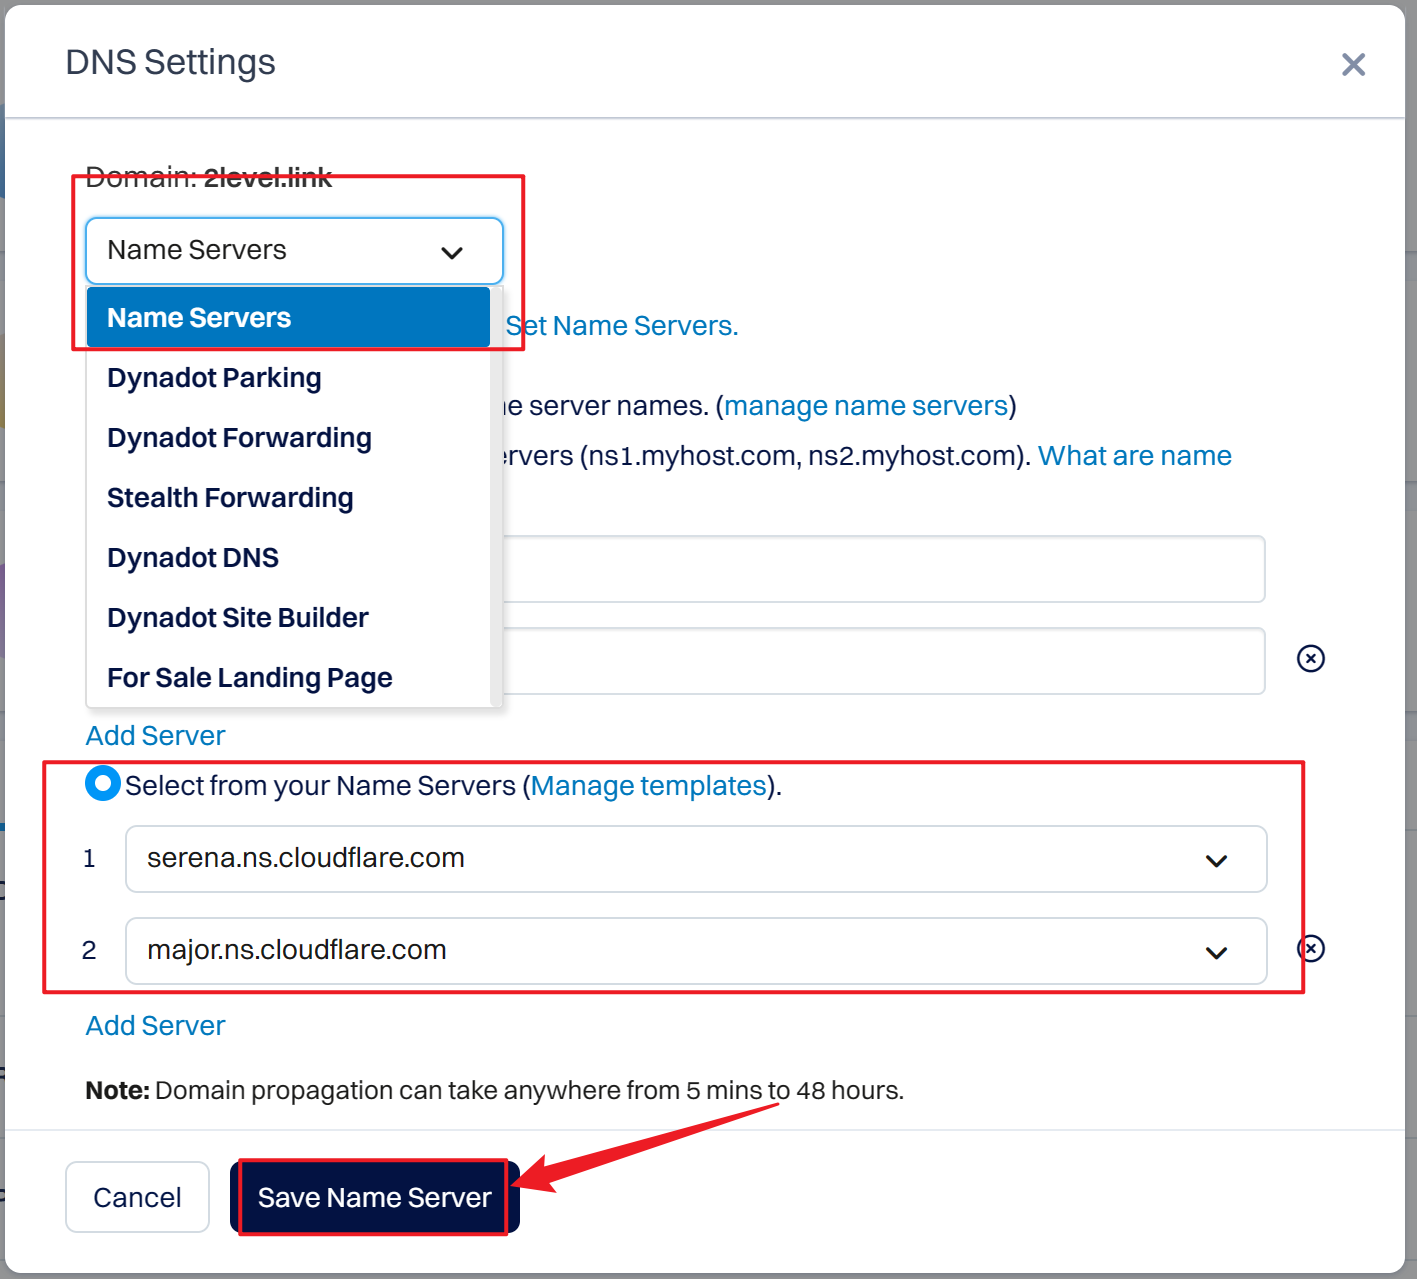 DNS Settings
Domain: 2level.link
Name Servers
Name Servers
Set Name Servers.
Dynadot Parking
server names. (manage name servers)
Dynadot Forwarding
(ns1.myhost.com, ns2.myhost.com). What are name
Stealth Forwarding
Dynadot DNS
Dynadot Site Builder
For Sale Landing Page
Add Server
Select from your Name Servers (Manage templates).
1 serena.ns.cloudflare.com
2 major.ns.cloudflare.com
Add Server
Note: Domain propagation can take anywhere from 5 mins to 48 hours.
Cancel Save Name Server